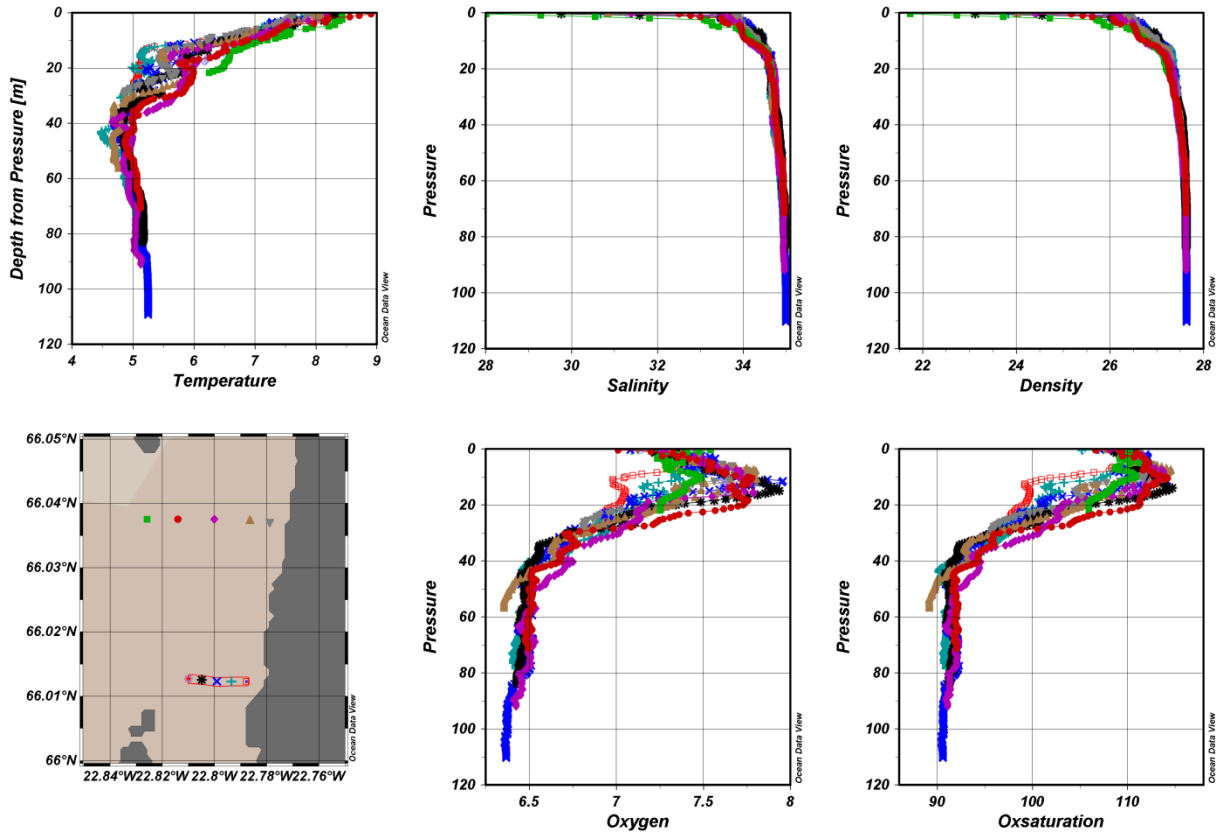 0
20
40
60
80
100
120
Depth from Pressure [m]
4 5 6 7 8 9
Temperature
Ocean Data View
0
20
40
60
80
100
120
Pressure
28 30 32 34
Salinity
Ocean Data View
0
20
40
60
80
100
120
Pressure
22 24 26 28
Density
Ocean Data View
66.05°N
66.04°N
66.03°N
66.02°N
66.01°N
66°N
22.84°W 22.82°W 22.8°W 22.78°W 22.76°W
Ocean Data View
0
20
40
60
80
100
120
Pressure
6.5 7 7.5 8
Oxygen
Ocean Data View
0
20
40
60
80
100
120
Pressure
90 100 110
Oxsaturation
Ocean Data View